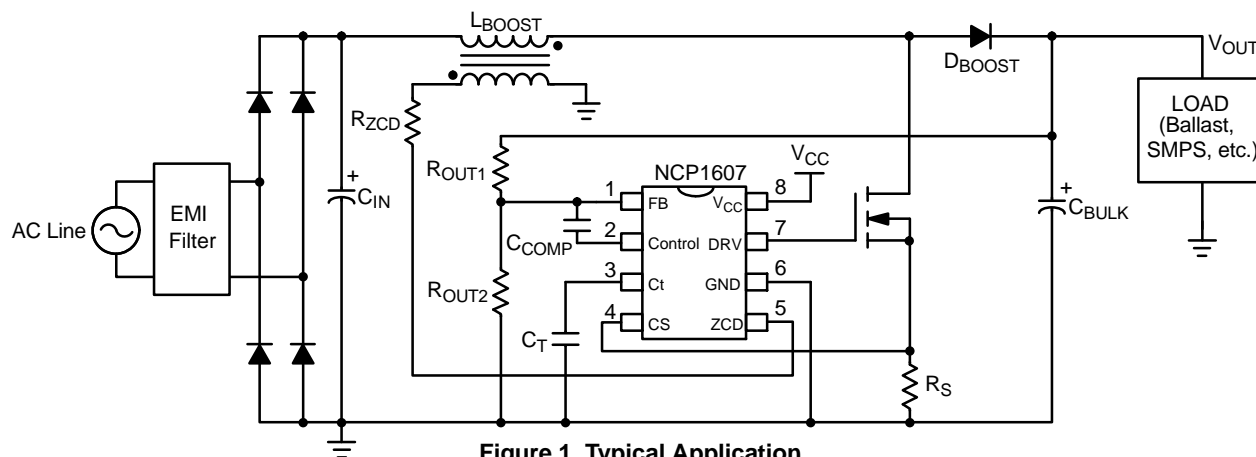 LBOOST
DBOOST
VOUT
LOAD
(Ballast,
SMPS, etc.)
RZCD
ROUT1
VCC
NCP1607
1
FB
VCC
8
+
CIN
+
CBULK
AC Line
EMI
Filter
CCOMP
2
Control
DRV
7
3
Ct
GND
6
ROUT2
4
CS
ZCD
5
CT
RS
Figure 1. Typical Application